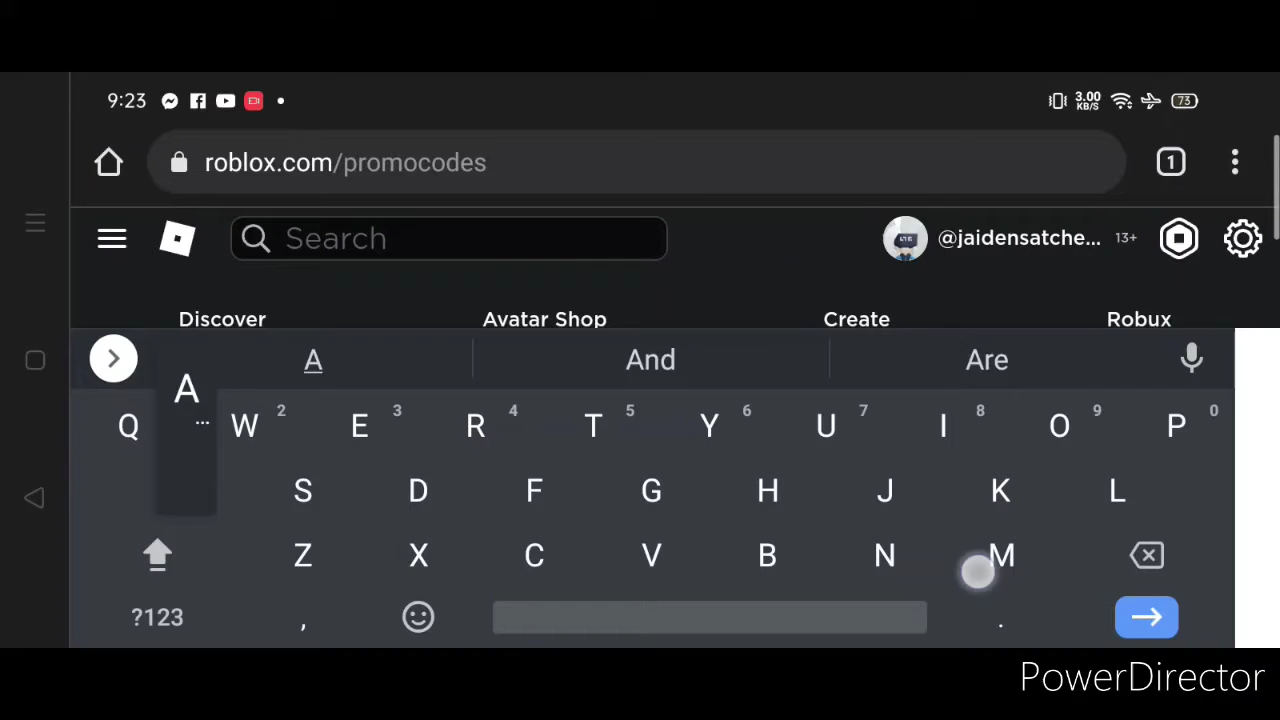 9:23 3.00 KB/S 73
roblox.com/promocodes 1
Search @jaidensatche... 13+
Discover Avatar Shop Create Robux
A And Are
A
...
Q W 2 E 3 R 4 T 5 Y 6 U 7 I 8 O 9 P 0
S D F G H J K L
Z X C V B N M
?123 , .
PowerDirector